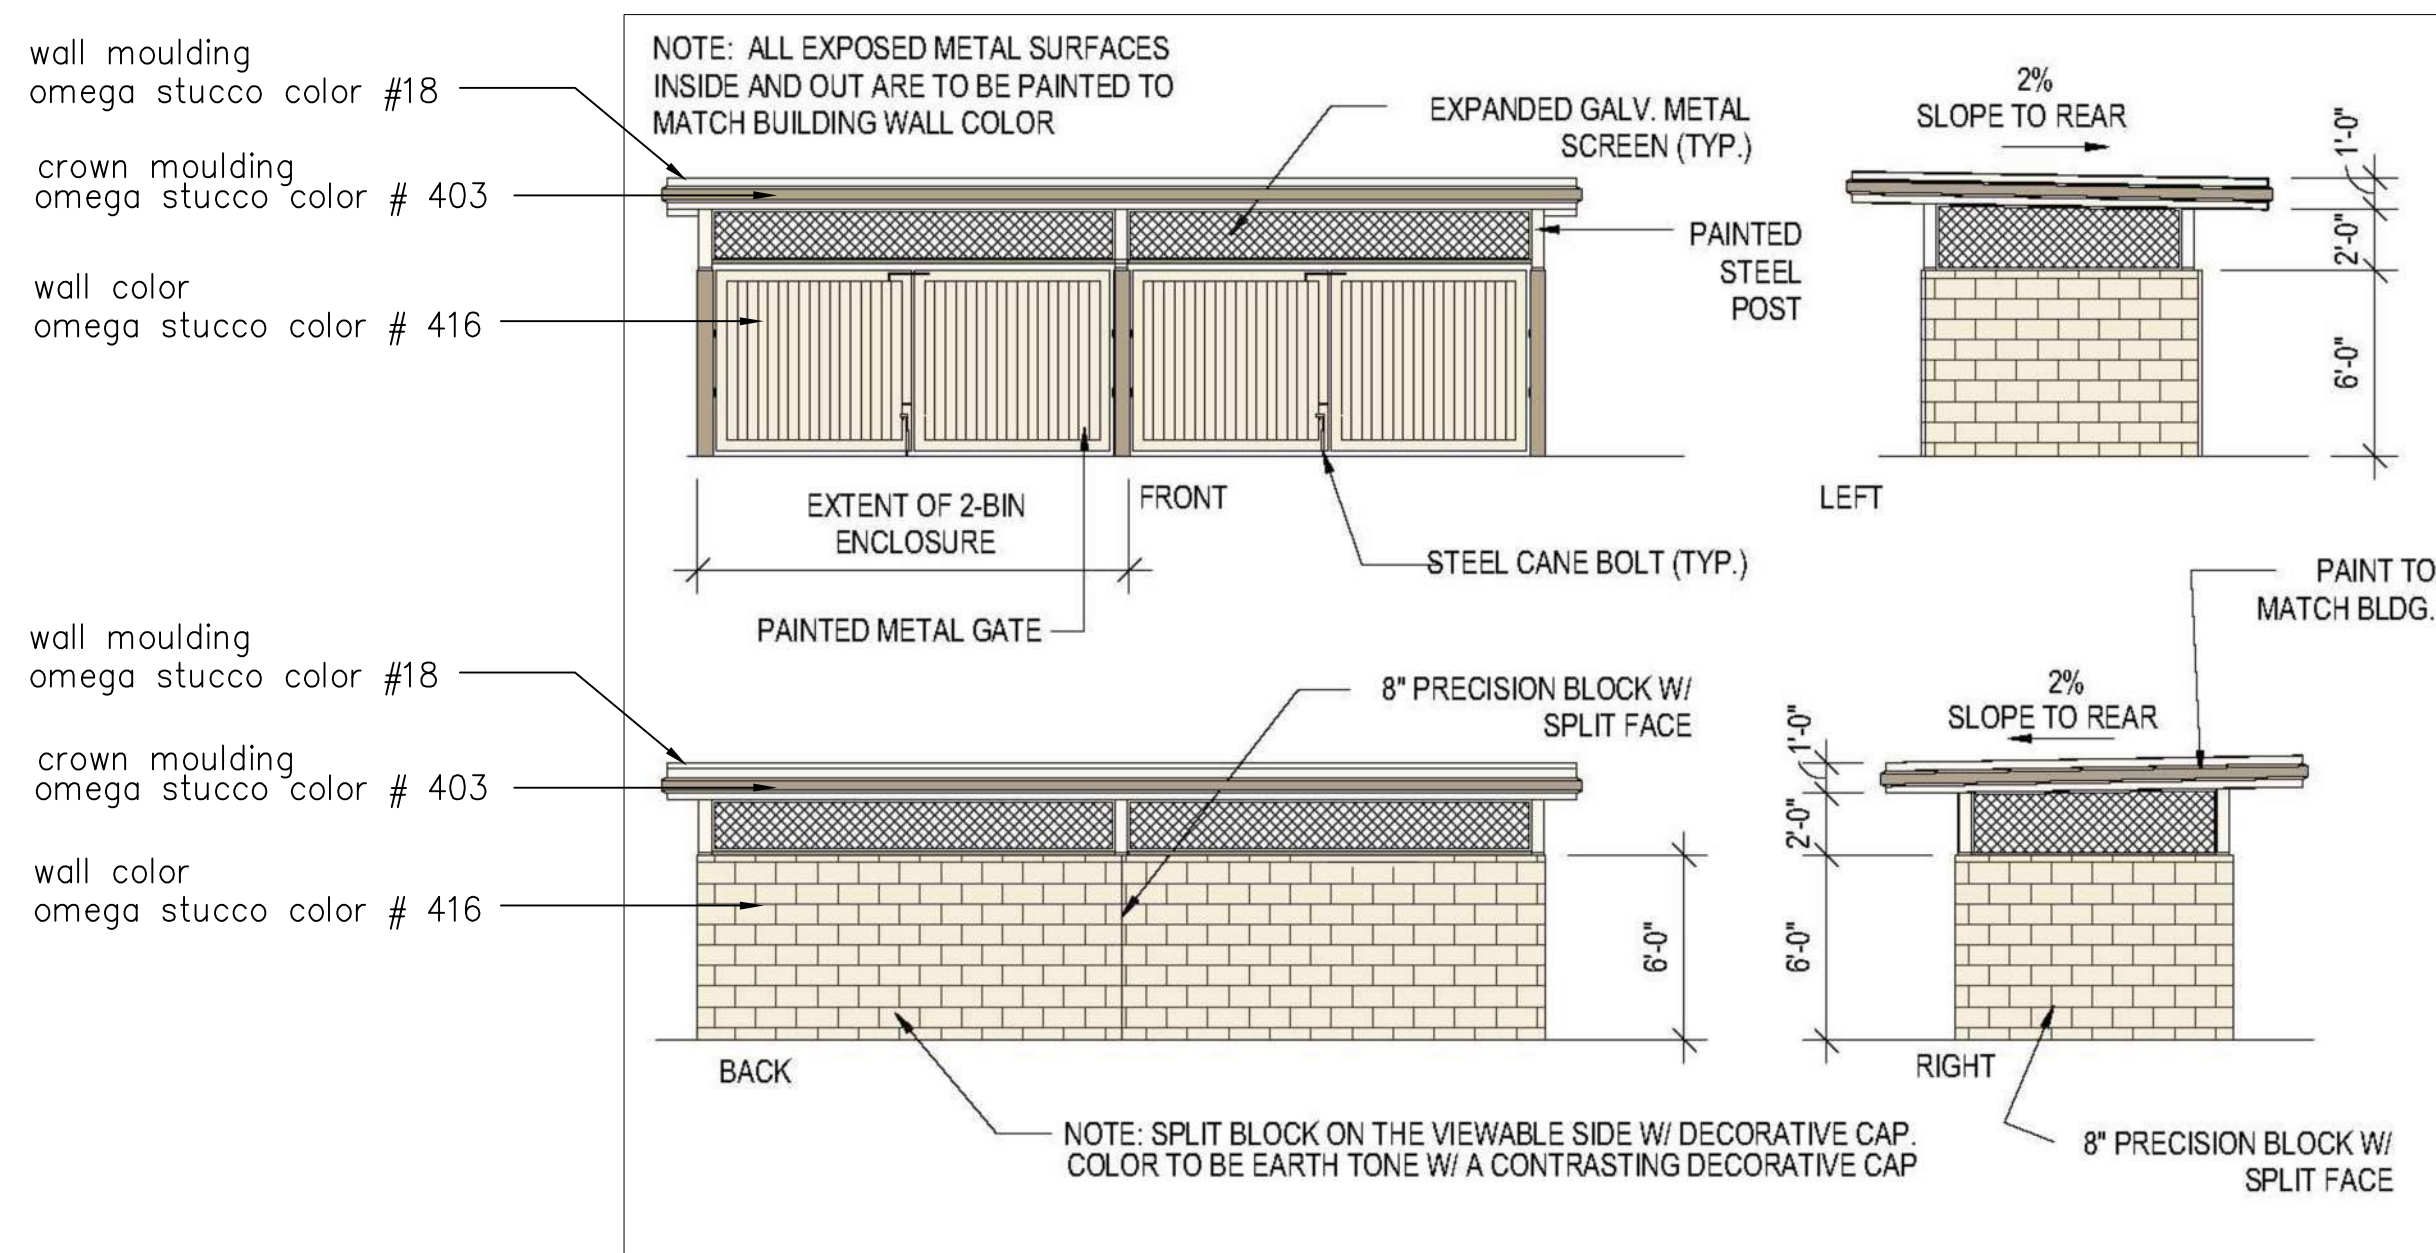 wall moulding
omega stucco color #18
crown moulding
omega stucco color # 403
wall color
omega stucco color # 416
NOTE: ALL EXPOSED METAL SURFACES
INSIDE AND OUT ARE TO BE PAINTED TO
MATCH BUILDING WALL COLOR
EXPANDED GALV. METAL
SCREEN (TYP.)
PAINTED
STEEL
POST
EXTENT OF 2-BIN
ENCLOSURE
FRONT
STEEL CANE BOLT (TYP.)
PAINTED METAL GATE
2%
SLOPE TO REAR
1'-0"
2'-0"
6'-0"
LEFT
wall moulding
omega stucco color #18
crown moulding
omega stucco color # 403
wall color
omega stucco color # 416
8" PRECISION BLOCK W/
SPLIT FACE
6'-0"
BACK
NOTE: SPLIT BLOCK ON THE VIEWABLE SIDE W/ DECORATIVE CAP.
COLOR TO BE EARTH TONE W/ A CONTRASTING DECORATIVE CAP
PAINT TO
MATCH BLDG.
2%
SLOPE TO REAR
1'-0"
2'-0"
6'-0"
RIGHT
8" PRECISION BLOCK W/
SPLIT FACE